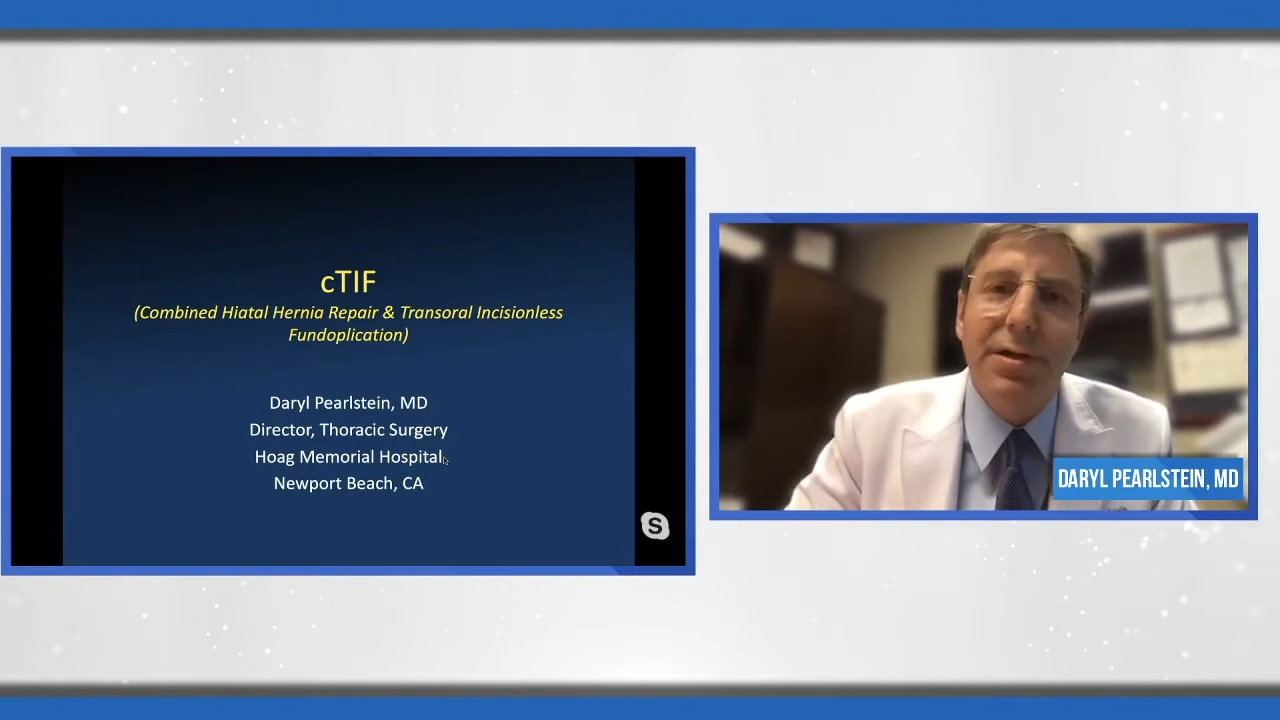 cTIF
(Combined Hiatal Hernia Repair & Transoral Incisionless
Fundoplication)
Daryl Pearlstein, MD
Director, Thoracic Surgery
Hoag Memorial Hospital,
Newport Beach, CA
S
DARYL PEARLSTEIN, MD